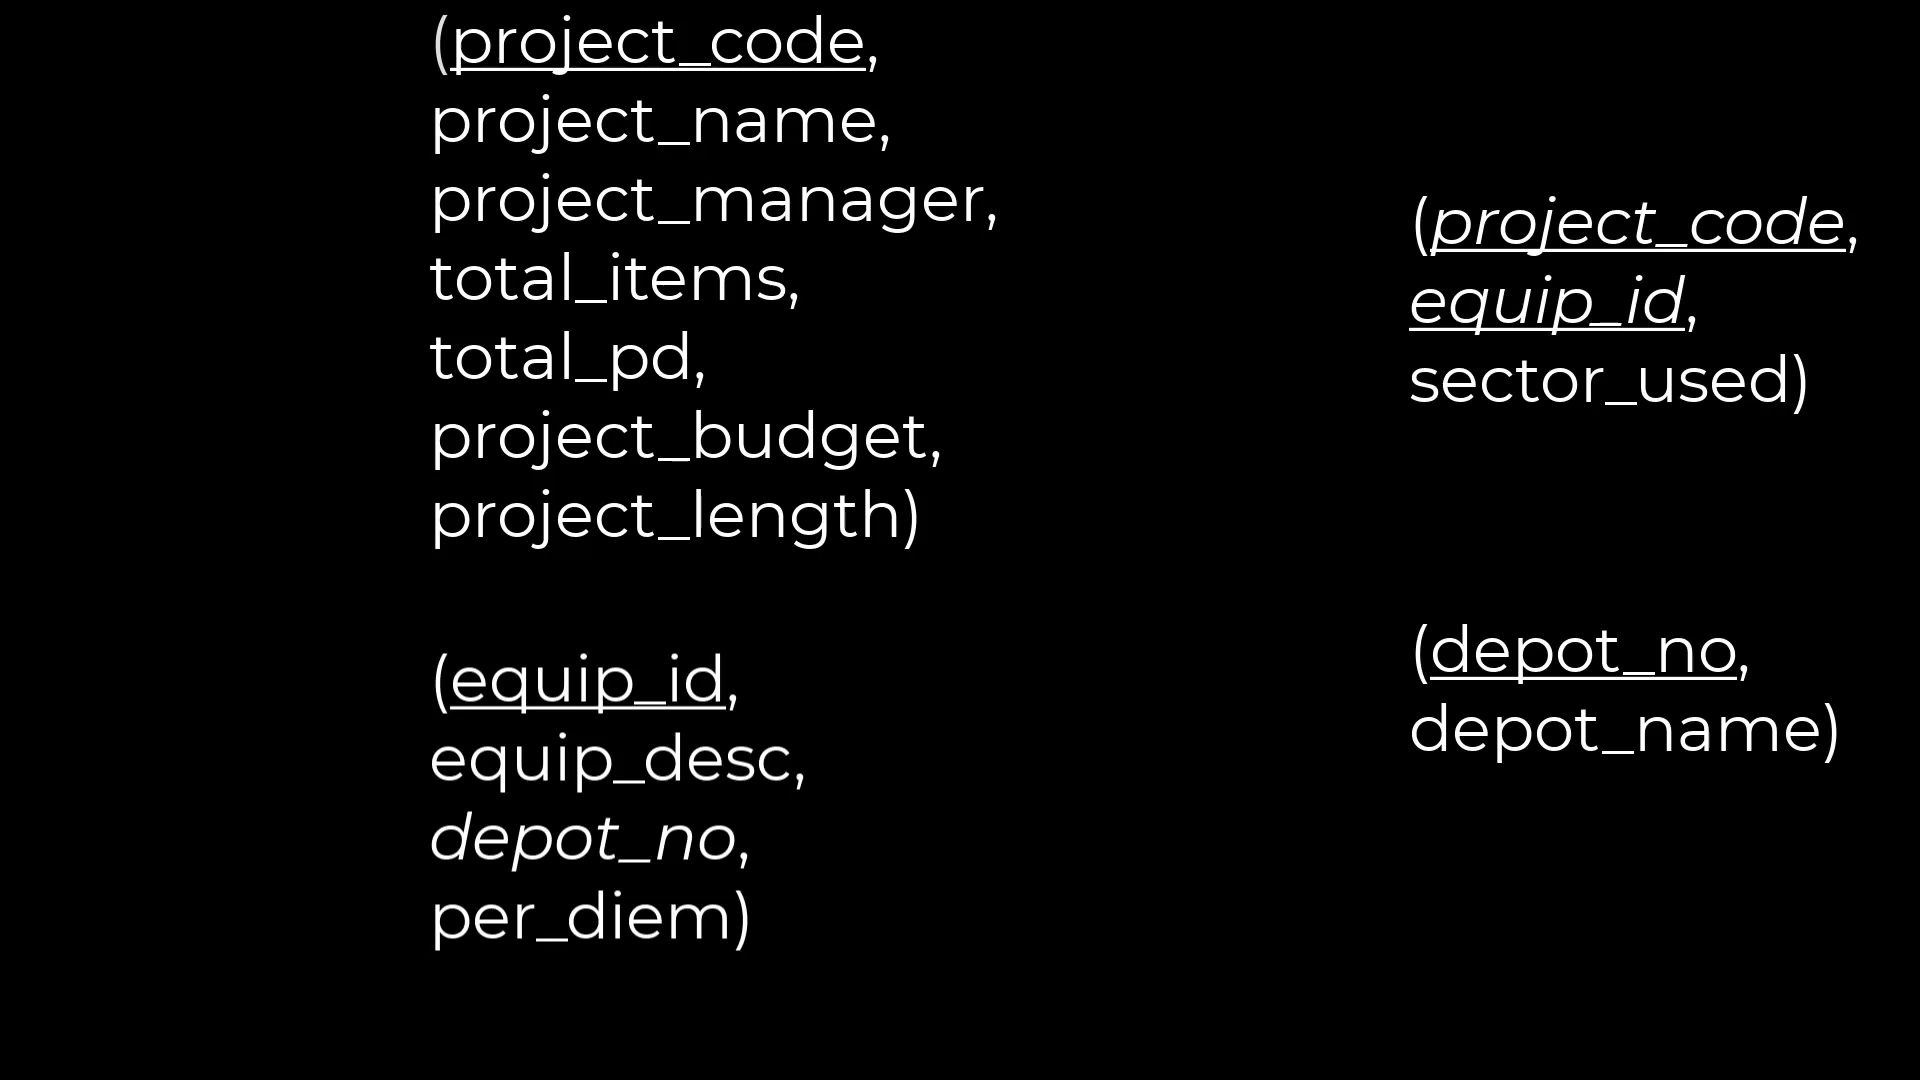 (project_code,
project_name,
project_manager,
total_items,
total_pd,
project_budget,
project_length)
(equip_id,
equip_desc,
depot_no,
per_diem)
(project_code,
equip_id,
sector_used)
(depot_no,
depot_name)